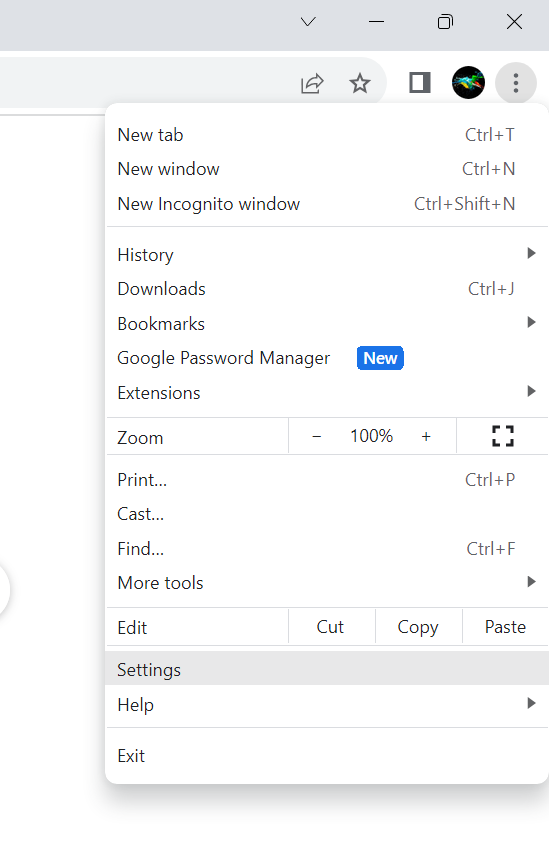 New tab Ctrl+T
New window Ctrl+N
New Incognito window Ctrl+Shift+N
History
Downloads Ctrl+J
Bookmarks
Google Password Manager New
Extensions
Zoom − 100% +
Print... Ctrl+P
Cast...
Find... Ctrl+F
More tools
Edit Cut Copy Paste
Settings
Help
Exit